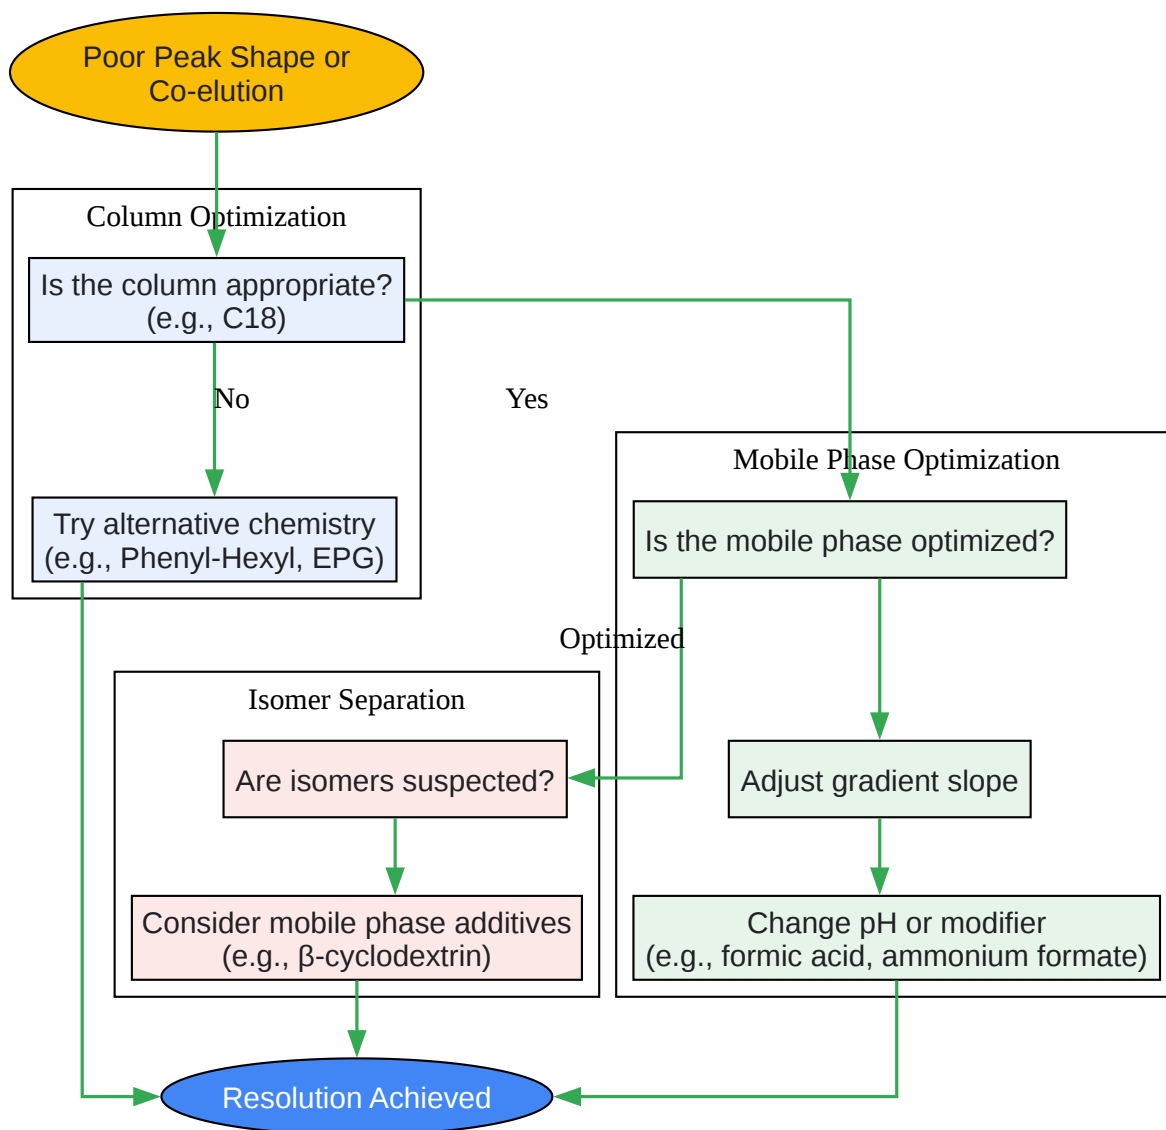 Poor Peak Shape or
Co-elution
Column Optimization
Is the column appropriate?
(e.g., C18)
No
Yes
Try alternative chemistry
(e.g., Phenyl-Hexyl, EPG)
Mobile Phase Optimization
Is the mobile phase optimized?
Optimized
Isomer Separation
Are isomers suspected?
Adjust gradient slope
Consider mobile phase additives
(e.g., β-cyclodextrin)
Change pH or modifier
(e.g., formic acid, ammonium formate)
Resolution Achieved